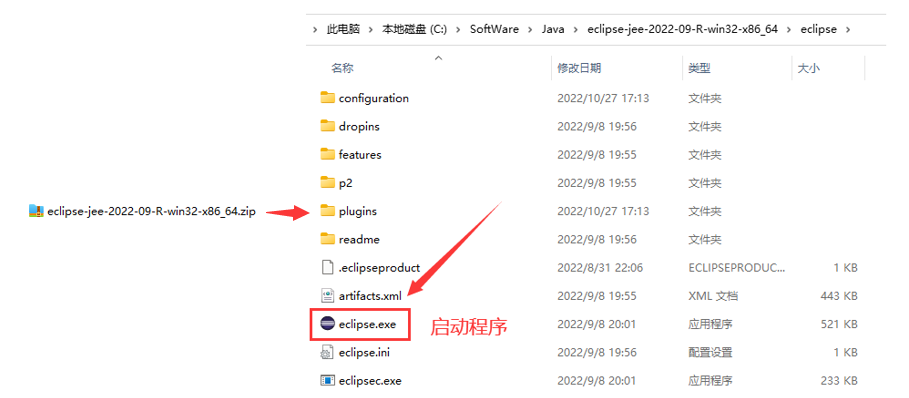 此电脑 > 本地磁盘 (C:) > SoftWare > Java > eclipse-jee-2022-09-R-win32-x86_64 > eclipse >
名称 修改日期 类型 大小
configuration 2022/10/27 17:13 文件夹
dropins 2022/9/8 19:56 文件夹
features 2022/9/8 19:55 文件夹
p2 2022/9/8 19:55 文件夹
eclipse-jee-2022-09-R-win32-x86_64.zip plugins 2022/10/27 17:13 文件夹
readme 2022/9/8 19:56 文件夹
.eclipseproduct 2022/8/31 22:06 ECLIPSEPRODUC... 1 KB
artifacts.xml 2022/9/8 19:55 XML 文档 443 KB
eclipse.exe 启动程序 2022/9/8 20:01 应用程序 521 KB
eclipse.ini 2022/9/8 19:56 配置设置 1 KB
eclipsec.exe 2022/9/8 20:01 应用程序 233 KB